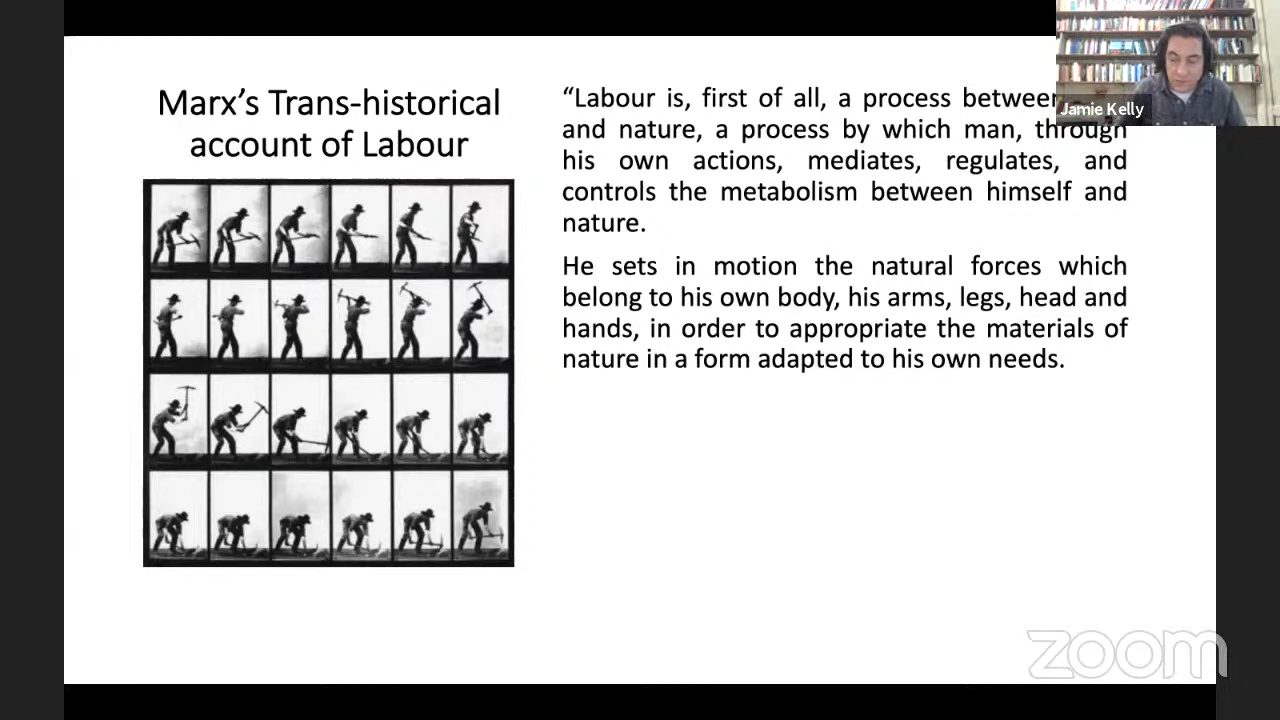 Marx’s Trans-historical
account of Labour
“Labour is, first of all, a process between
and nature, a process by which man, through
his own actions, mediates, regulates, and
controls the metabolism between himself and
nature.
He sets in motion the natural forces which
belong to his own body, his arms, legs, head and
hands, in order to appropriate the materials of
nature in a form adapted to his own needs.
Jamie Kelly
zoom